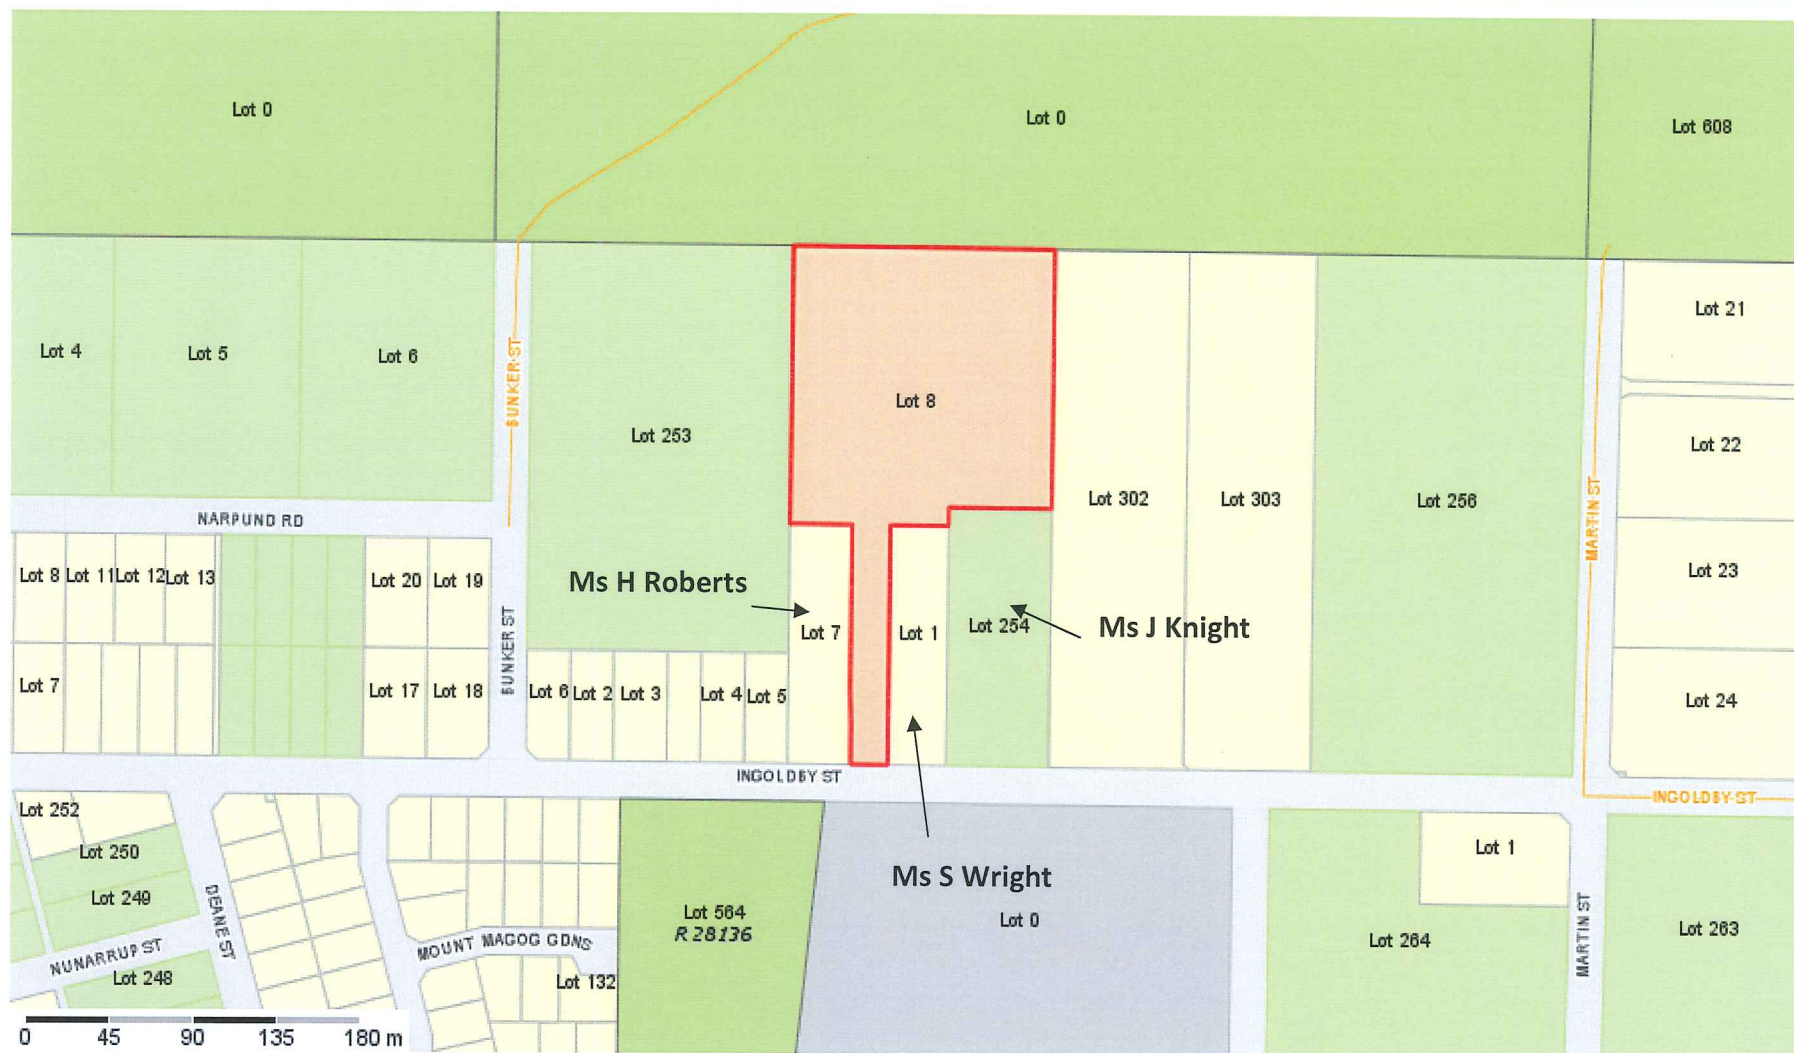 Lot 0
Lot 0
Lot 608
Lot 4
Lot 5
Lot 6
BUNKER ST
Lot 253
Lot 8
Lot 302
Lot 303
Lot 256
MARTIN ST
Lot 21
Lot 22
Lot 23
Lot 24
NARPUND RD
Lot 8
Lot 11
Lot 12
Lot 13
Lot 20
Lot 19
Ms H Roberts
Lot 7
Lot 1
Lot 254
Ms J Knight
Lot 7
Lot 17
Lot 18
BUNKER ST
Lot 6
Lot 2
Lot 3
Lot 4
Lot 5
INGOLDBY ST
INGOLDBY ST
Lot 252
Lot 250
Lot 249
DEANE ST
NUNARRUP ST
Lot 248
MOUNT MAGOG GDNS
Lot 132
Lot 564
R 28136
Ms S Wright
Lot 0
Lot 1
Lot 264
MARTIN ST
Lot 263
0 45 90 135 180 m